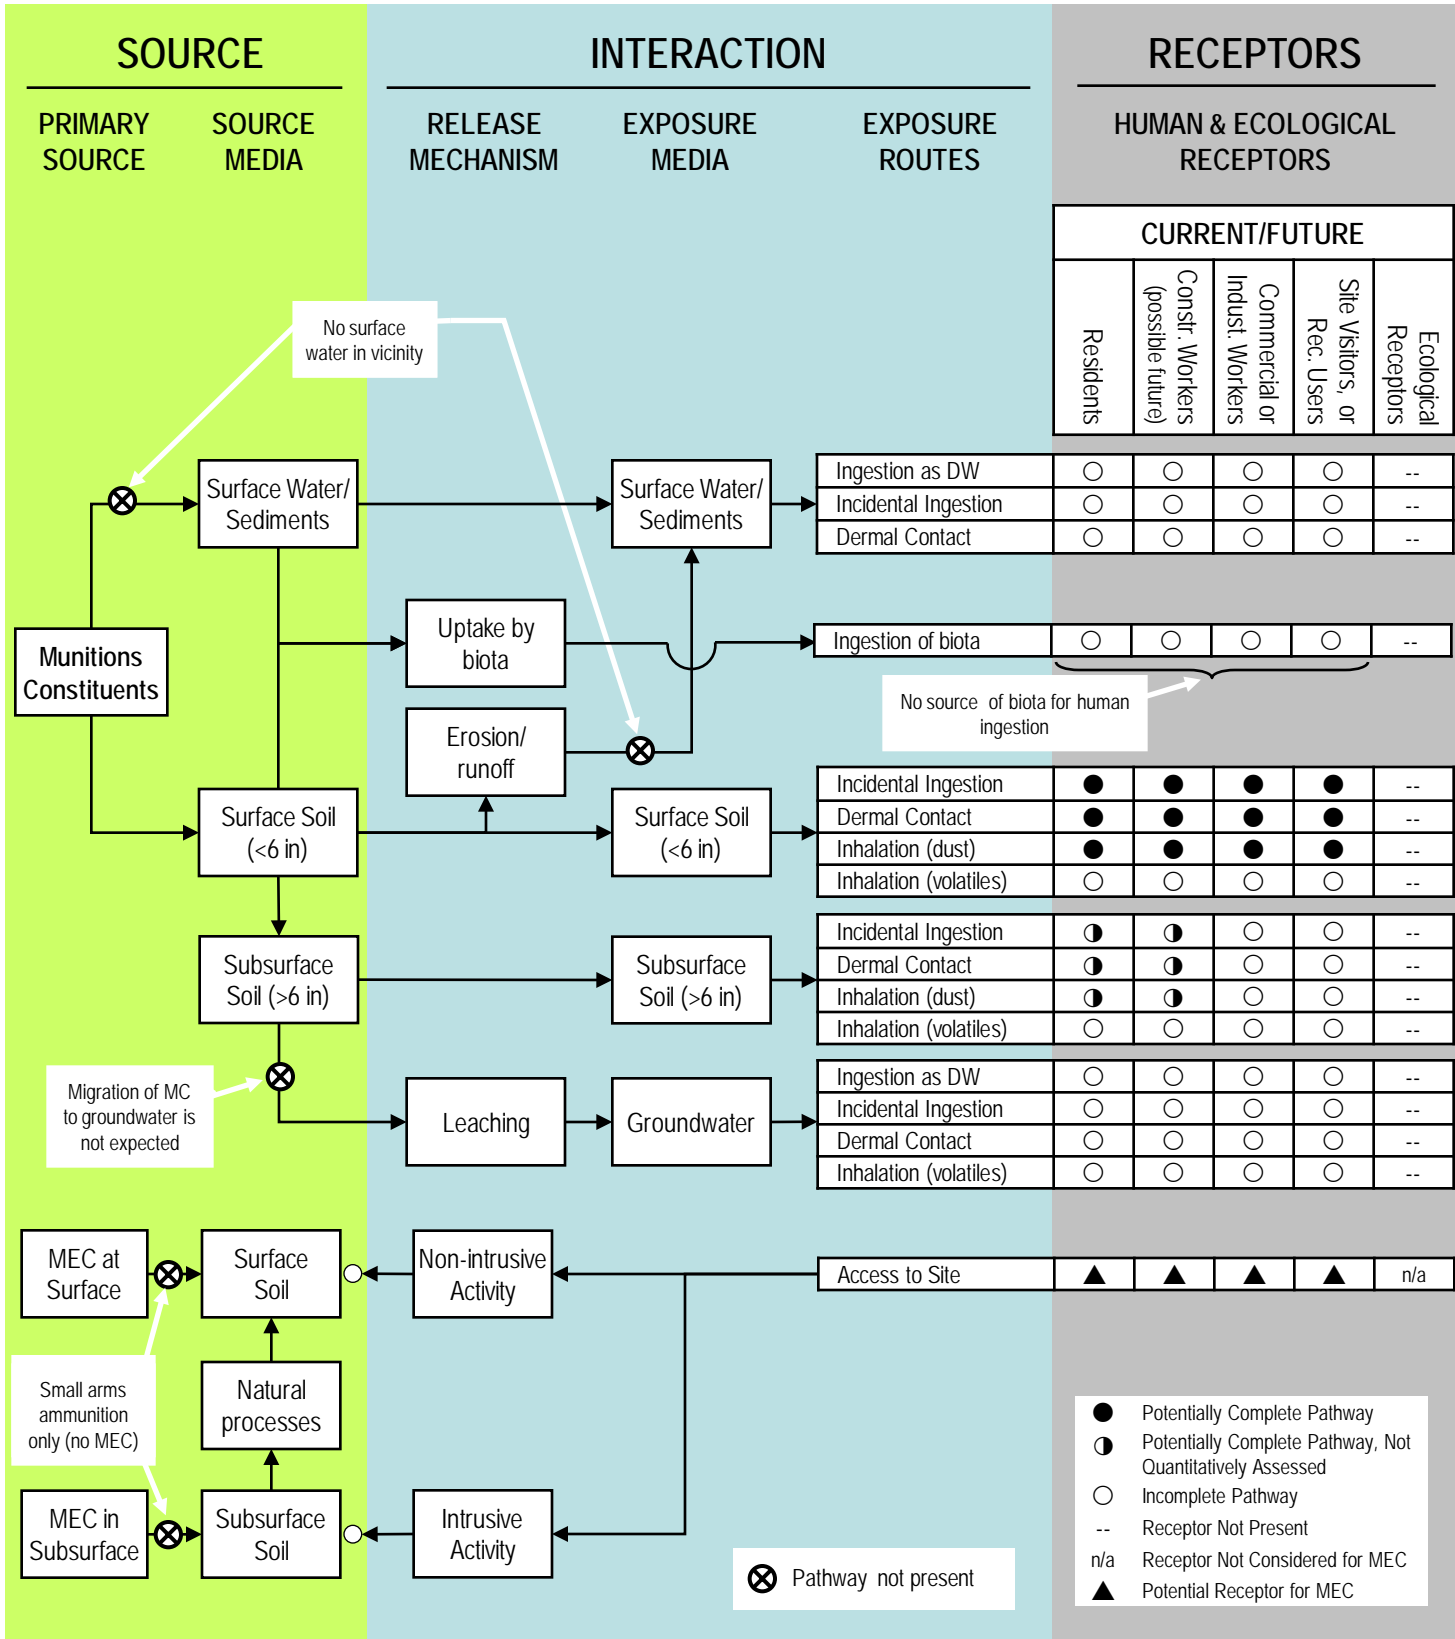 SOURCE
INTERACTION
RECEPTORS
PRIMARY
SOURCE
SOURCE
MEDIA
RELEASE
MECHANISM
EXPOSURE
MEDIA
EXPOSURE
ROUTES
HUMAN & ECOLOGICAL
RECEPTORS
CURRENT/FUTURE
Residents
Constr. Workers
(possible future)
Commercial or
Indust. Workers
Site Visitors, or
Rec. Users
Ecological
Receptors
No surface
water in vicinity
Surface Water/
Sediments
Surface Water/
Sediments
Ingestion as DW
--
Incidental Ingestion
--
Dermal Contact
--
Munitions
Constituents
Uptake by
biota
Ingestion of biota
--
No source of biota for human
ingestion
Erosion/
runoff
Surface Soil
(<6 in)
Surface Soil
(<6 in)
Incidental Ingestion
--
Dermal Contact
--
Inhalation (dust)
--
Inhalation (volatiles)
--
Subsurface
Soil (>6 in)
Subsurface
Soil (>6 in)
Incidental Ingestion
--
Dermal Contact
--
Inhalation (dust)
--
Inhalation (volatiles)
--
Migration of MC
to groundwater is
not expected
Leaching
Groundwater
Ingestion as DW
--
Incidental Ingestion
--
Dermal Contact
--
Inhalation (volatiles)
--
MEC at
Surface
Surface
Soil
Non-intrusive
Activity
Access to Site
n/a
Small arms
ammunition
only (no MEC)
Natural
processes
MEC in
Subsurface
Subsurface
Soil
Intrusive
Activity
Pathway not present
Potentially Complete Pathway
Potentially Complete Pathway, Not
Quantitatively Assessed
Incomplete Pathway
-- Receptor Not Present
n/a Receptor Not Considered for MEC
Potential Receptor for MEC